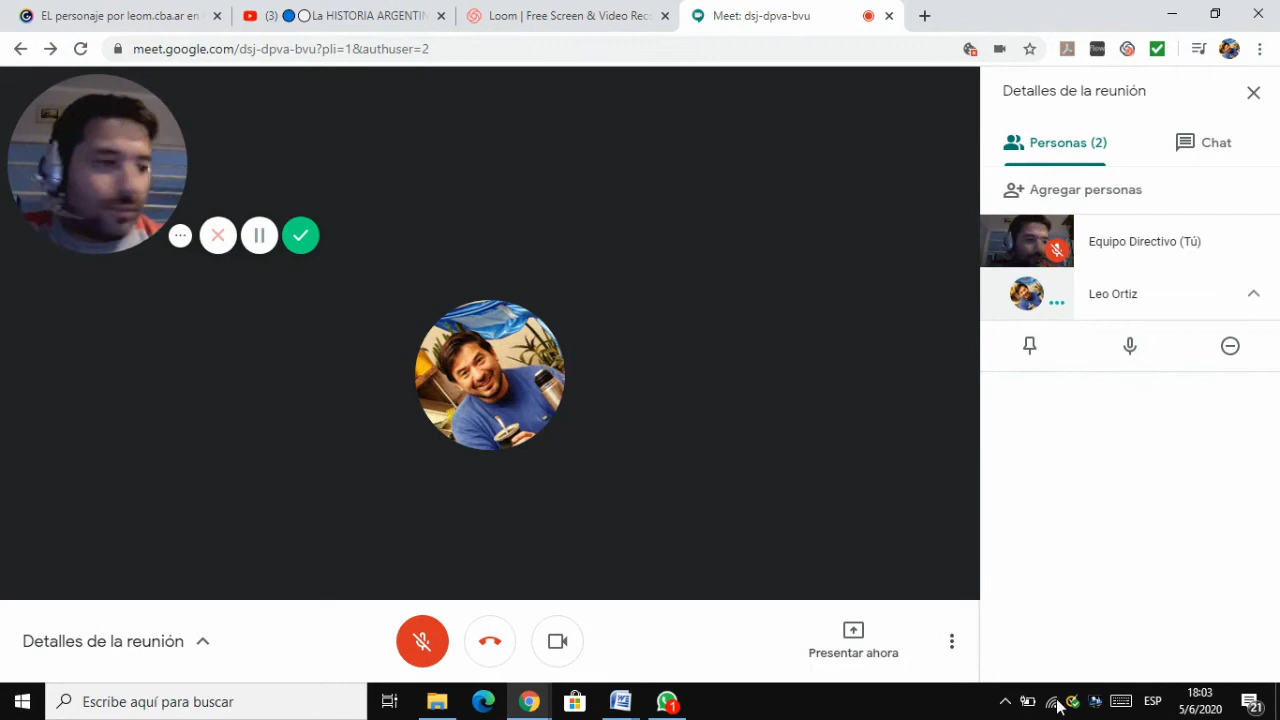 EL personaje por leom.cba.ar en
(3) 🔵⚪La HISTORIA ARGENTIN
Loom | Free Screen & Video Rec
Meet: dsj-dpva-bvu
meet.google.com/dsj-dpva-bvu?pli=1&authuser=2
Detalles de la reunión
Personas (2)
Chat
Agregar personas
Equipo Directivo (Tú)
Leo Ortiz
Detalles de la reunión
Presentar ahora
Escribe aquí para buscar
1
ESP
18:03
5/6/2020
21